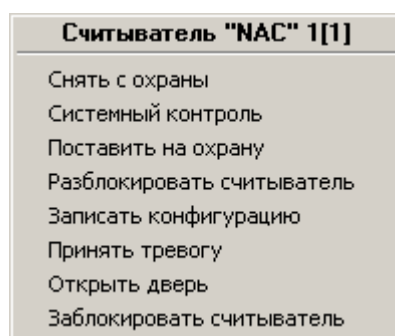 Считыватель "NAC" 1[1]
Снять с охраны
Системный контроль
Поставить на охрану
Разблокировать считыватель
Записать конфигурацию
Принять тревогу
Открыть дверь
Заблокировать считыватель